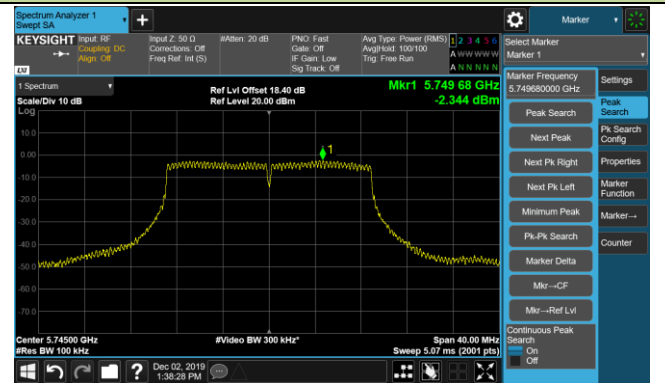 Spectrum Analyzer 1
Swept SA
Marker
KEYSIGHT Input: RF
Coupling: DC
Align: Off
Input Z: 50 Ω
Corrections: Off
Freq Ref: Int (S)
#Atten: 20 dB
PNO: Fast
Gate: Off
IF Gain: Low
Sig Track: Off
Avg Type: Power (RMS)
Avg|Hold: 100/100
Trig: Free Run
1 2 3 4 5 6
A W W W W W
A N N N N N
LXI
Select Marker
Marker 1
1 Spectrum
Scale/Div 10 dB
Log
Ref Lvl Offset 18.40 dB
Ref Level 20.00 dBm
Mkr1 5.749 68 GHz
-2.344 dBm
10.0
0.00
-10.0
-20.0
-30.0
-40.0
-50.0
-60.0
-70.0
1
Center 5.74500 GHz
#Res BW 100 kHz
#Video BW 300 kHz*
Span 40.00 MHz
Sweep 5.07 ms (2001 pts)
Marker Frequency
5.749680000 GHz
Peak Search
Next Peak
Next Pk Right
Next Pk Left
Minimum Peak
Pk-Pk Search
Marker Delta
Mkr→CF
Mkr→Ref Lvl
Continuous Peak
Search
On
Off
Settings
Peak
Search
Pk Search
Config
Properties
Marker
Function
Marker→
Counter
?
Dec 02, 2019
1:38:28 PM